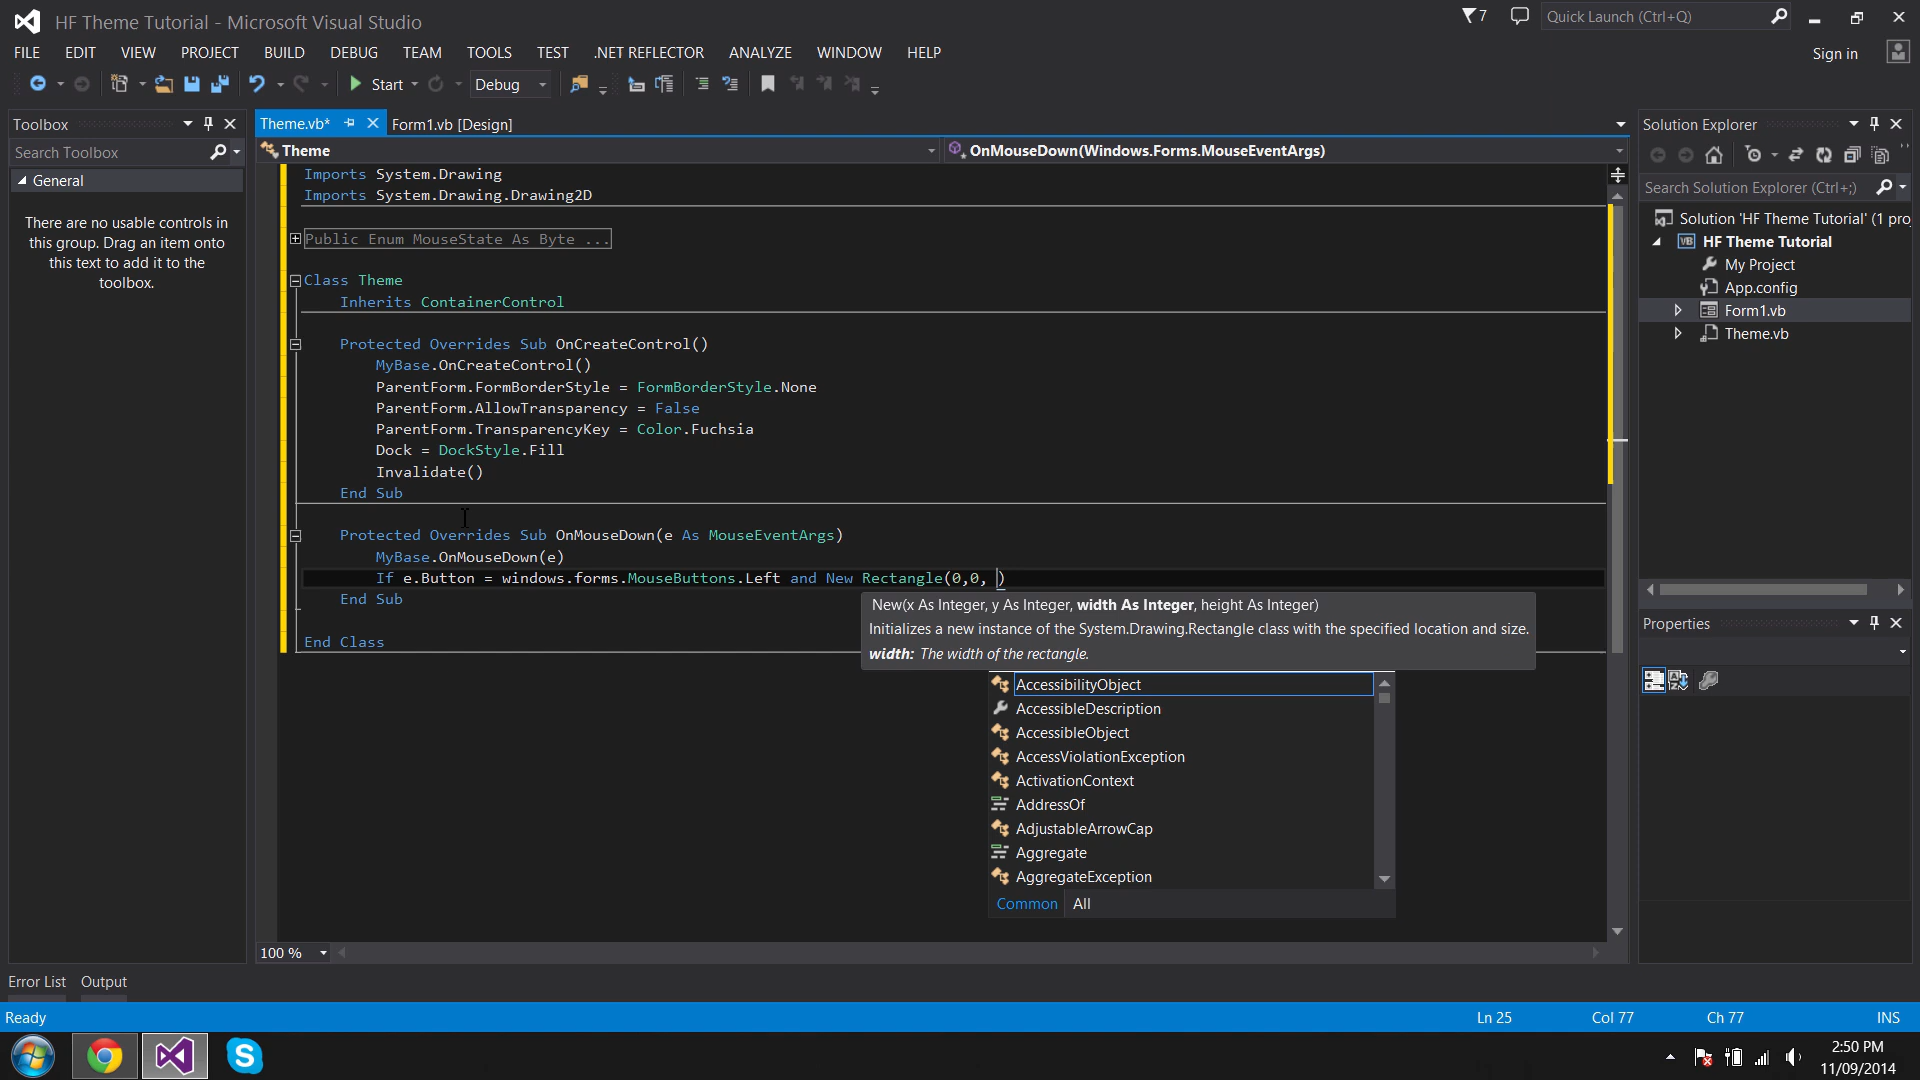 HF Theme Tutorial - Microsoft Visual Studio
7
Quick Launch (Ctrl+Q)
FILE EDIT VIEW PROJECT BUILD DEBUG TEAM TOOLS TEST .NET REFLECTOR ANALYZE WINDOW HELP
Sign in
Start
Debug
Toolbox
Search Toolbox
General
There are no usable controls in
this group. Drag an item onto
this text to add it to the
toolbox.
Theme.vb*
Form1.vb [Design]
Theme
OnMouseDown(Windows.Forms.MouseEventArgs)
Imports System.Drawing
Imports System.Drawing.Drawing2D
Public Enum MouseState As Byte ...
Class Theme
Inherits ContainerControl
Protected Overrides Sub OnCreateControl()
MyBase.OnCreateControl()
ParentForm.FormBorderStyle = FormBorderStyle.None
ParentForm.AllowTransparency = False
ParentForm.TransparencyKey = Color.Fuchsia
Dock = DockStyle.Fill
Invalidate()
End Sub
Protected Overrides Sub OnMouseDown(e As MouseEventArgs)
MyBase.OnMouseDown(e)
If e.Button = windows.forms.MouseButtons.Left and New Rectangle(0,0, )
End Sub
End Class
New(x As Integer, y As Integer, width As Integer, height As Integer)
Initializes a new instance of the System.Drawing.Rectangle class with the specified location and size.
width: The width of the rectangle.
AccessibilityObject
AccessibleDescription
AccessibleObject
AccessViolationException
ActivationContext
AddressOf
AdjustableArrowCap
Aggregate
AggregateException
Common All
100 %
Solution Explorer
Search Solution Explorer (Ctrl+;)
Solution 'HF Theme Tutorial' (1 pro
VB HF Theme Tutorial
My Project
App.config
Form1.vb
Theme.vb
Properties
Error List Output
Ready
Ln 25
Col 77
Ch 77
INS
2:50 PM
11/09/2014